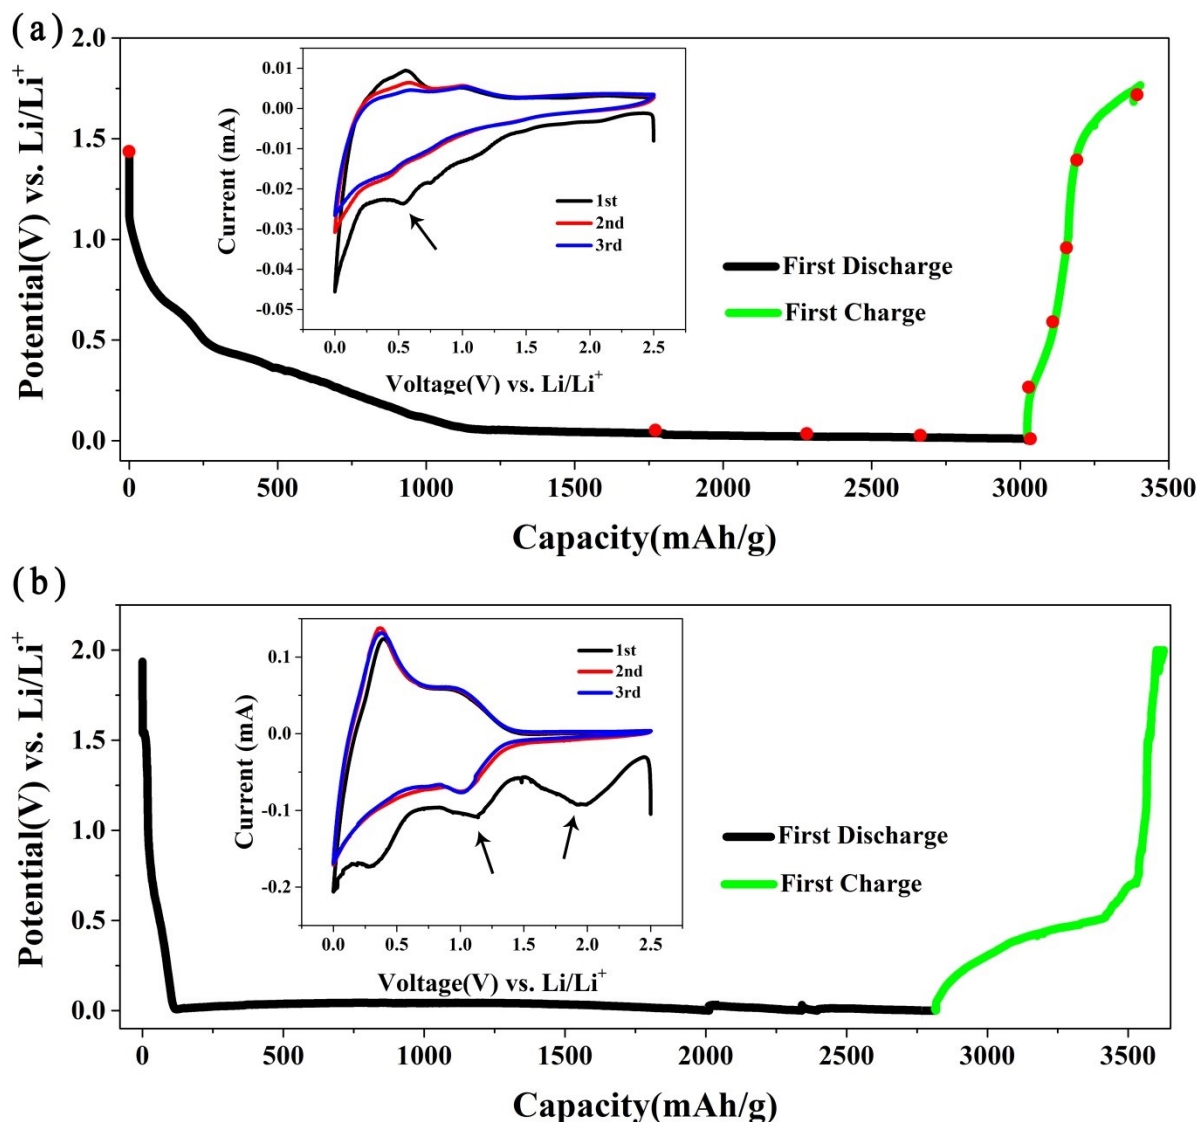 (a)
Potential(V) vs. Li/Li⁺
2.0
1.5
1.0
0.5
0.0
0 500 1000 1500 2000 2500 3000 3500
Capacity(mAh/g)
First Discharge
First Charge
Current (mA)
0.01
0.00
-0.01
-0.02
-0.03
-0.04
-0.05
0.0 0.5 1.0 1.5 2.0 2.5
Voltage(V) vs. Li/Li⁺
1st
2nd
3rd
(b)
Potential(V) vs. Li/Li⁺
2.0
1.5
1.0
0.5
0.0
0 500 1000 1500 2000 2500 3000 3500
Capacity(mAh/g)
First Discharge
First Charge
Current (mA)
0.1
0.0
-0.1
-0.2
0.0 0.5 1.0 1.5 2.0 2.5
Voltage(V) vs. Li/Li⁺
1st
2nd
3rd